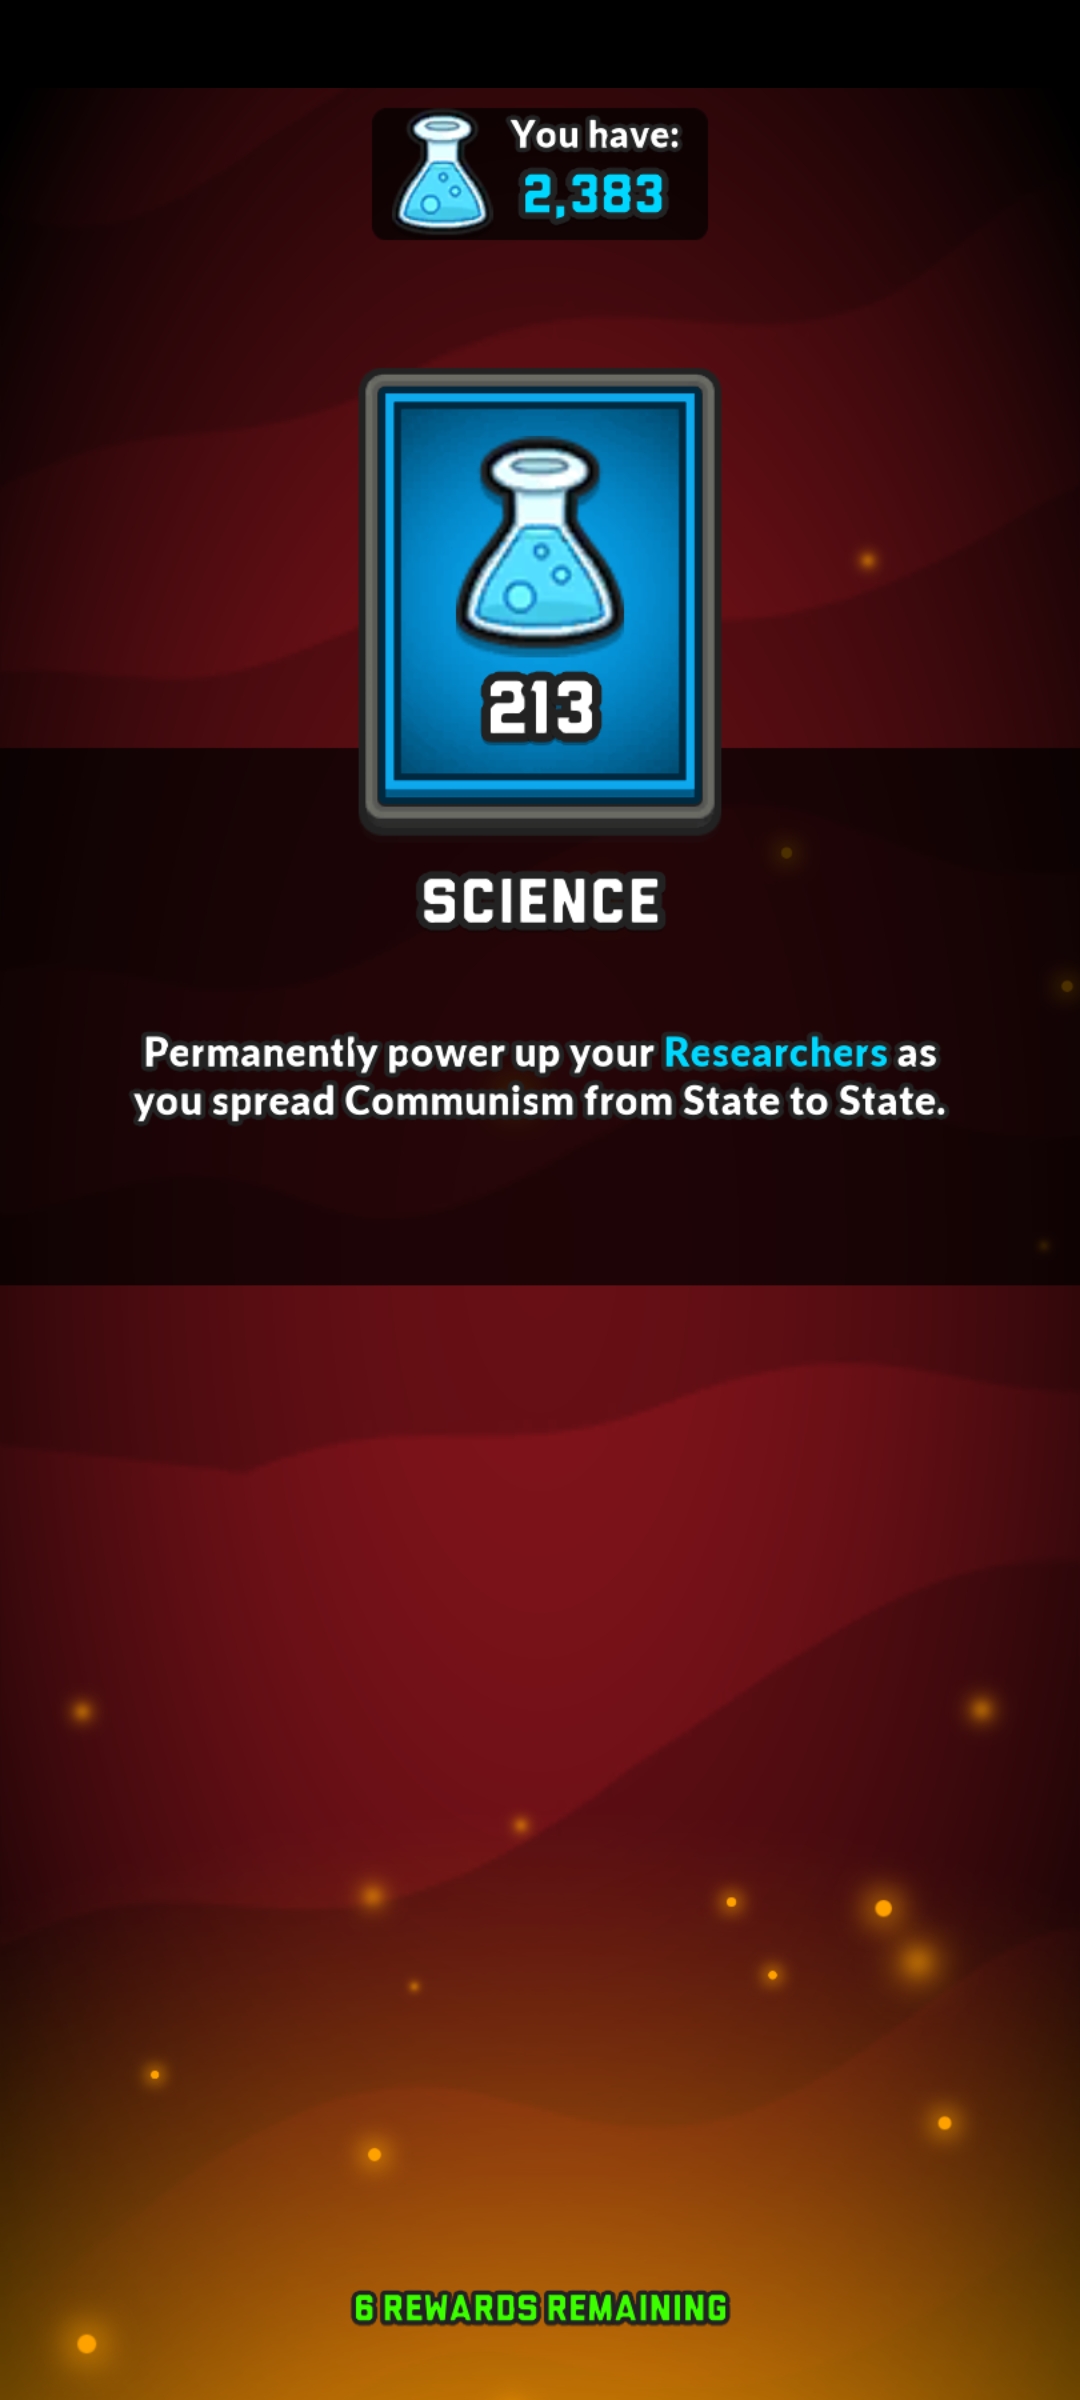 You have:
2,383
213
SCIENCE
Permanently power up your Researchers as
you spread Communism from State to State.
6 REWARDS REMAINING